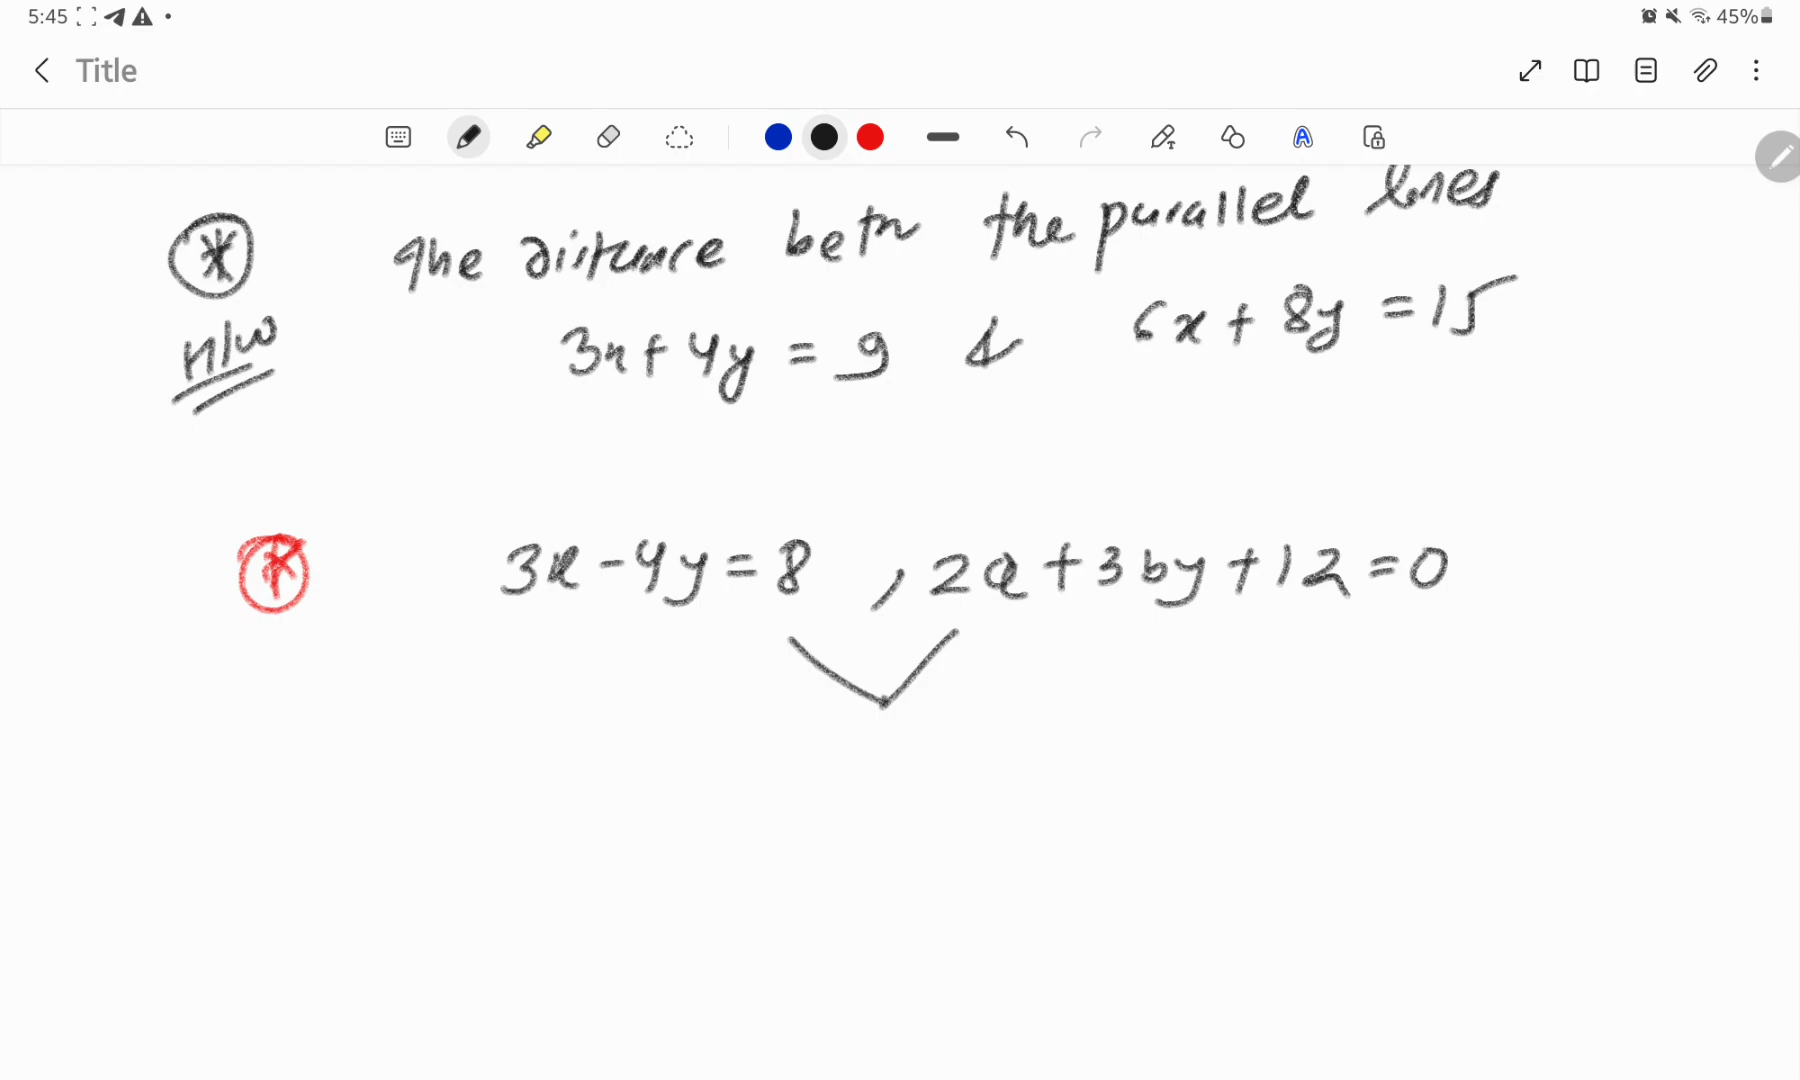 5:45
45%
Title
The distance betn the parallel lines
H/W
3x+4y = 9 & 6x + 8y = 15
3x-4y=8 , 2a+3by+12=0